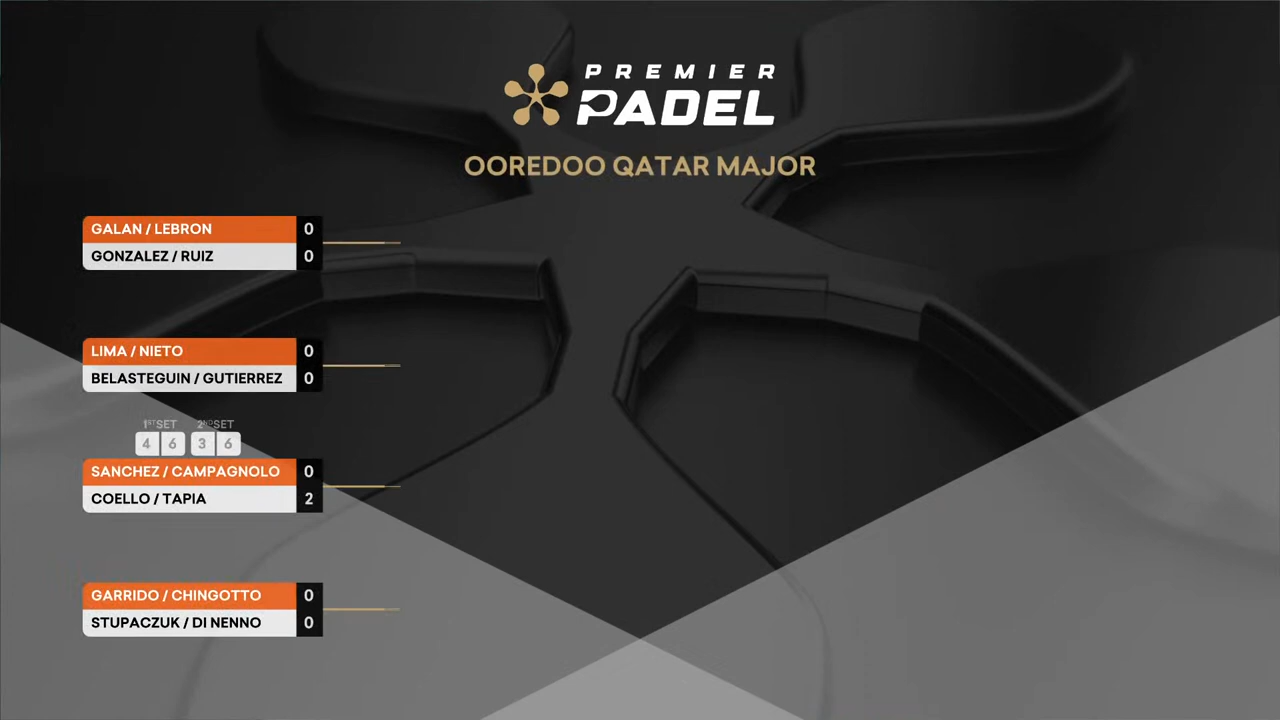 PREMIER
PADEL
OOREDOO QATAR MAJOR
GALAN / LEBRON 0
GONZALEZ / RUIZ 0
LIMA / NIETO 0
BELASTEGUIN / GUTIERREZ 0
1ST SET 2ND SET
4 6 3 6
SANCHEZ / CAMPAGNOLO 0
COELLO / TAPIA 2
GARRIDO / CHINGOTTO 0
STUPACZUK / DI NENNO 0